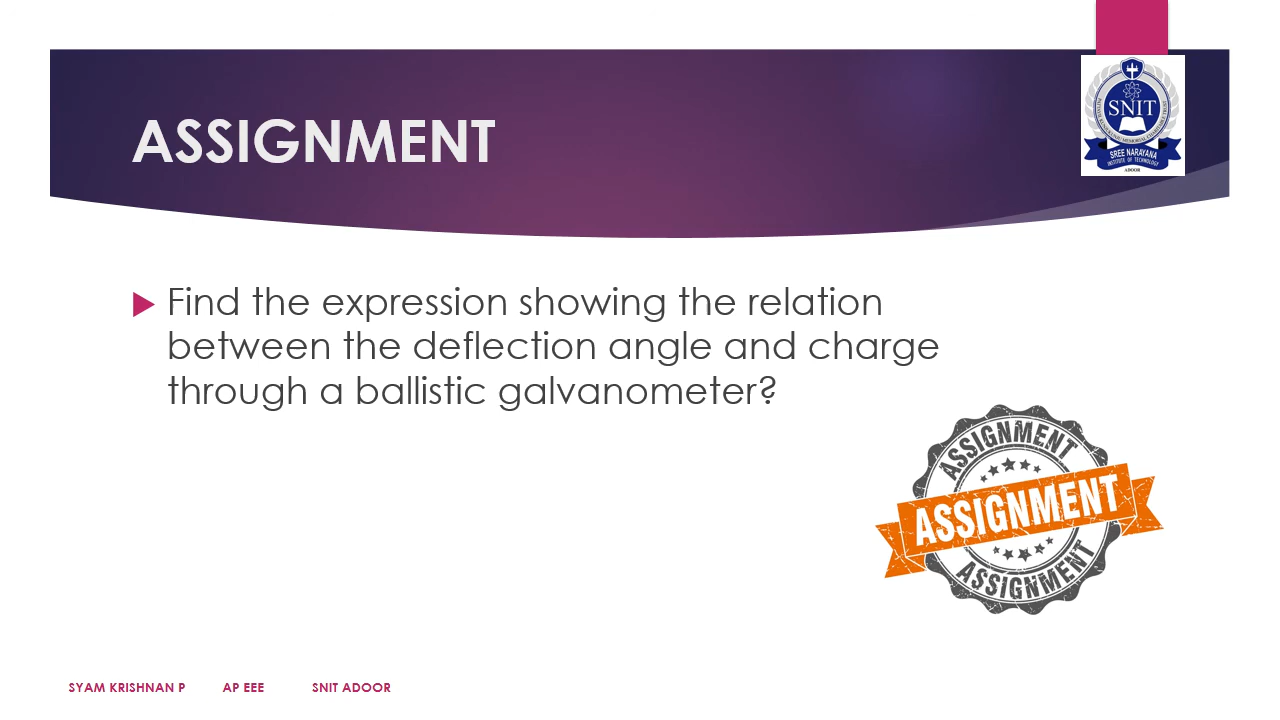 ASSIGNMENT
SNIT
SREE NARAYANA
INSTITUTE OF TECHNOLOGY
ADOOR
Find the expression showing the relation
between the deflection angle and charge
through a ballistic galvanometer?
ASSIGNMENT
ASSIGNMENT
ASSIGNMENT
SYAM KRISHNAN P AP EEE SNIT ADOOR